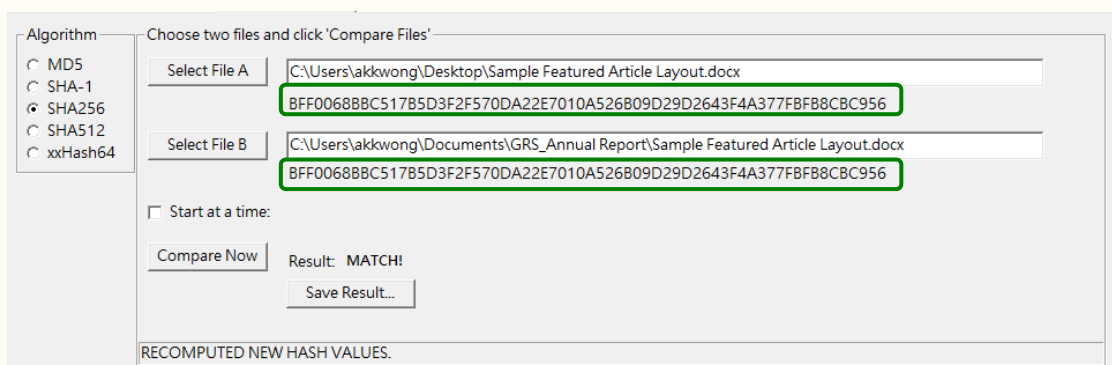 Algorithm
MD5
SHA-1
SHA256
SHA512
xxHash64
Choose two files and click 'Compare Files'
Select File A
C:\Users\akkwong\Desktop\Sample Featured Article Layout.docx
BFF0068BBC517B5D3F2F570DA22E7010A526B09D29D2643F4A377FBFB8CBC956
Select File B
C:\Users\akkwong\Documents\GRS_Annual Report\Sample Featured Article Layout.docx
BFF0068BBC517B5D3F2F570DA22E7010A526B09D29D2643F4A377FBFB8CBC956
Start at a time:
Compare Now
Result: MATCH!
Save Result...
RECOMPUTED NEW HASH VALUES.